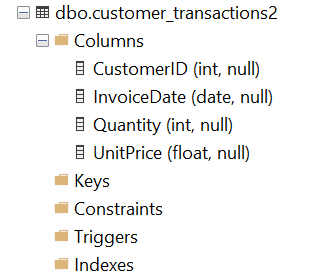 dbo.customer_transactions2
Columns
CustomerID (int, null)
InvoiceDate (date, null)
Quantity (int, null)
UnitPrice (float, null)
Keys
Constraints
Triggers
Indexes